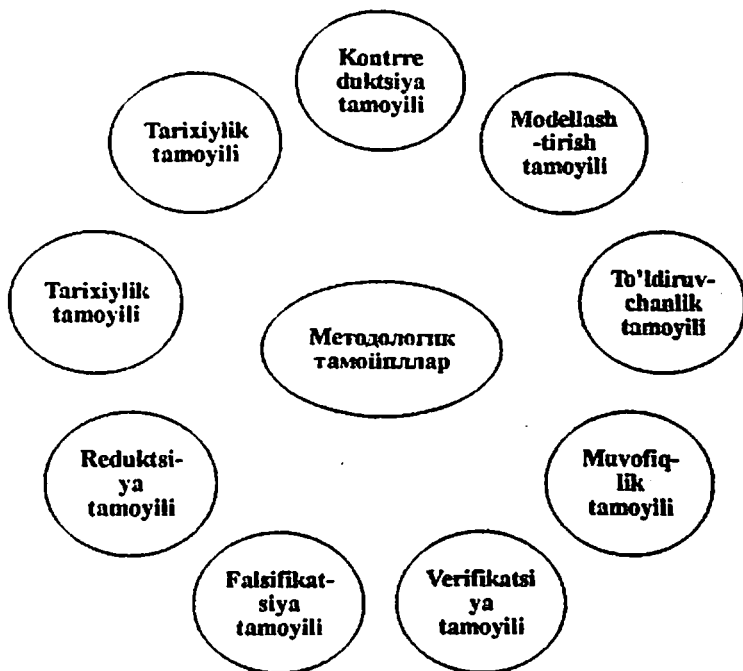 Kontrre
duktsiya
tamoyili
Modellash
-tirish
tamoyili
To'ldiruv-
chanlik
tamoyili
Muvofiq-
lik
tamoyili
Verifikatsi
ya
tamoyili
Falsifikat-
siya
tamoyili
Reduktsi-
ya
tamoyili
Tarixiylik
tamoyili
Tarixiylik
tamoyili
Методологик
тамойиллар